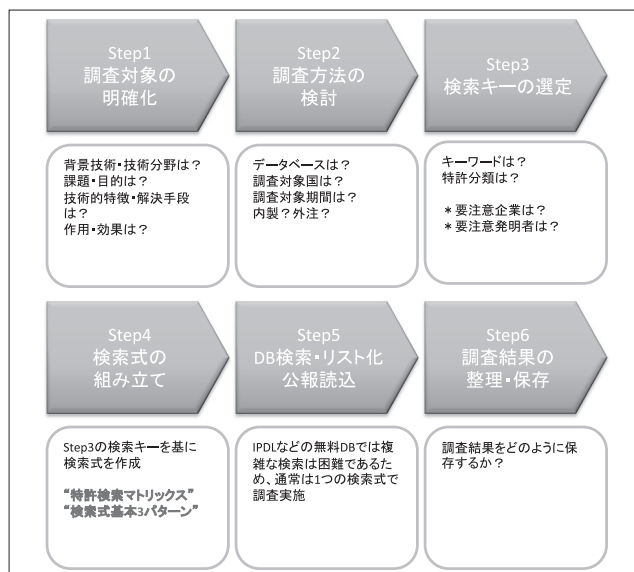 Step1
調査対象の
明確化
Step2
調査方法の
検討
Step3
検索キーの選定
背景技術・技術分野は？
課題・目的は？
技術的特徴・解決手段
は？
作用・効果は？
データベースは？
調査対象国は？
調査対象期間は？
内製？外注？
キーワードは？
特許分類は？
＊要注意企業は？
＊要注意発明者は？
Step4
検索式の
組み立て
Step5
DB検索・リスト化
公報読込
Step6
調査結果の
整理・保存
Step3の検索キーを基に
検索式を作成
“特許検索マトリックス”
“検索式基本3パターン”
IPDLなどの無料DBでは複
雑な検索は困難であるた
め、通常は1つの検索式で
調査実施
調査結果をどのように保
存するか？